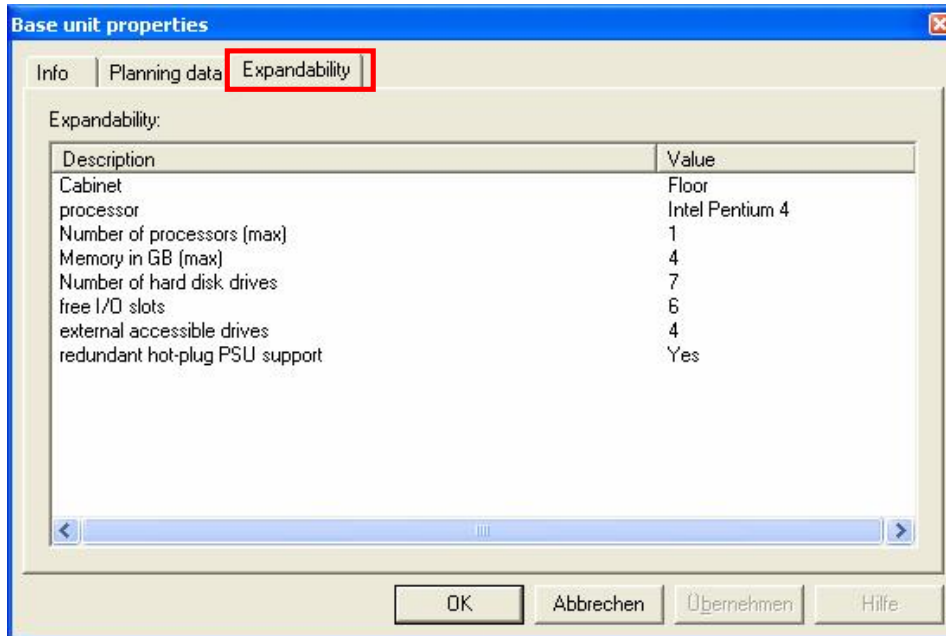 Base unit properties
Info Planning data Expandability
Expandability:
Description Value
Cabinet Floor
processor Intel Pentium 4
Number of processors (max) 1
Memory in GB (max) 4
Number of hard disk drives 7
free I/O slots 6
external accessible drives 4
redundant hot-plug PSU support Yes
OK Abbrechen Übernehmen Hilfe